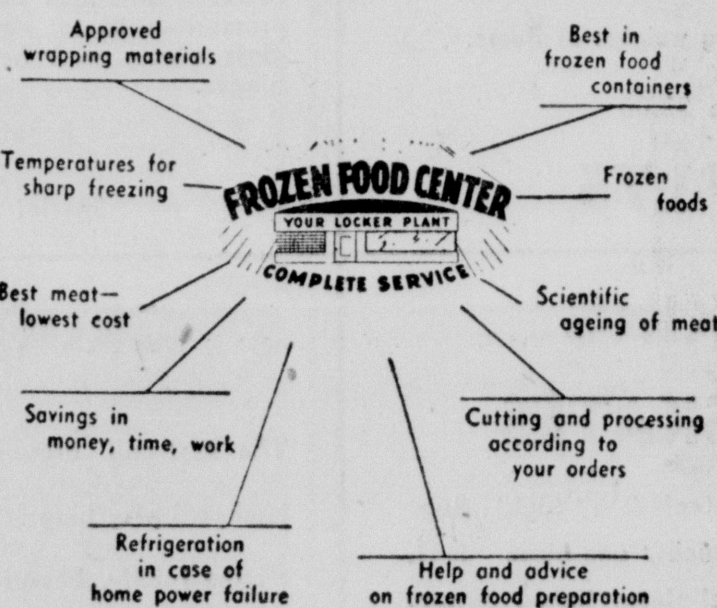 Approved
wrapping materials
Best in
frozen food
containers
Temperatures for
sharp freezing
FROZEN FOOD CENTER
YOUR LOCKER PLANT
COMPLETE SERVICE
Frozen
foods
Best meat—
lowest cost
Scientific
ageing of meat
Savings in
money, time, work
Cutting and processing
according to
your orders
Refrigeration
in case of
home power failure
Help and advice
on frozen food preparation